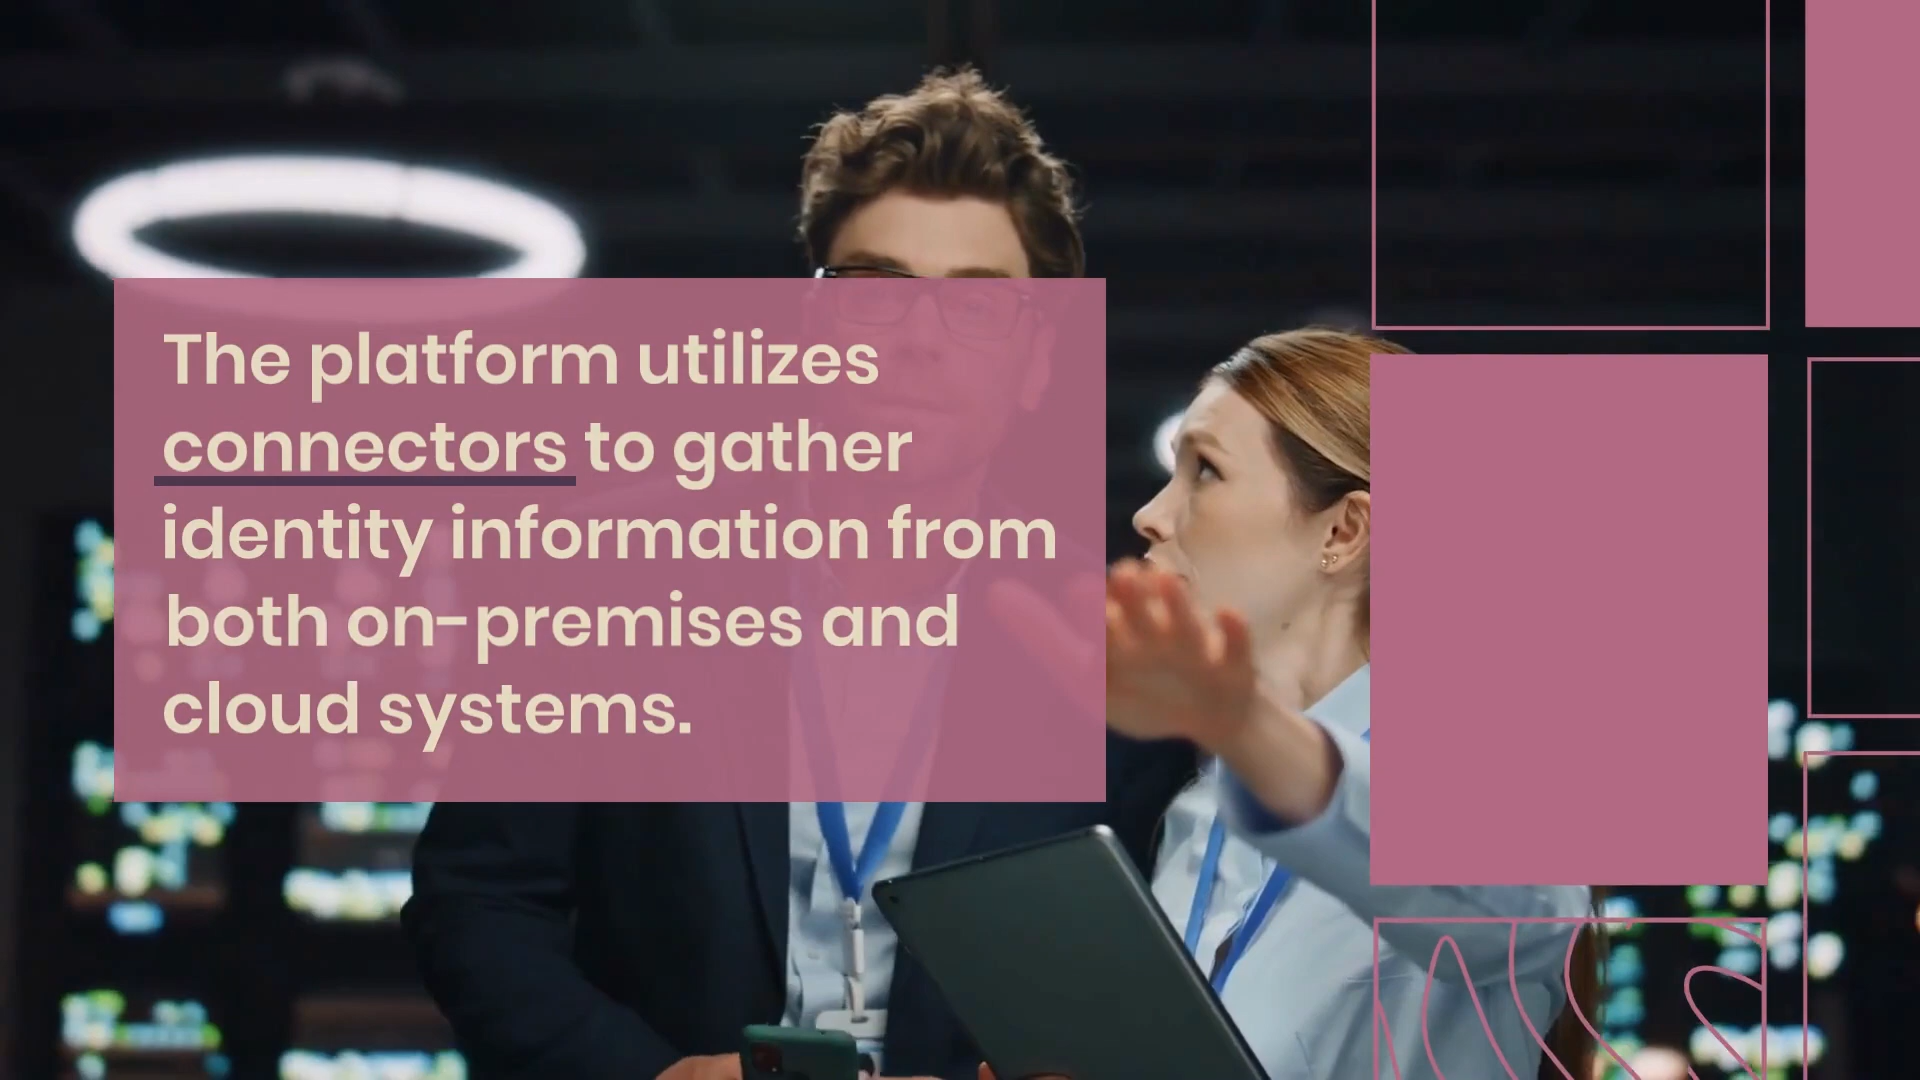 The platform utilizes
connectors to gather
identity information from
both on-premises and
cloud systems.